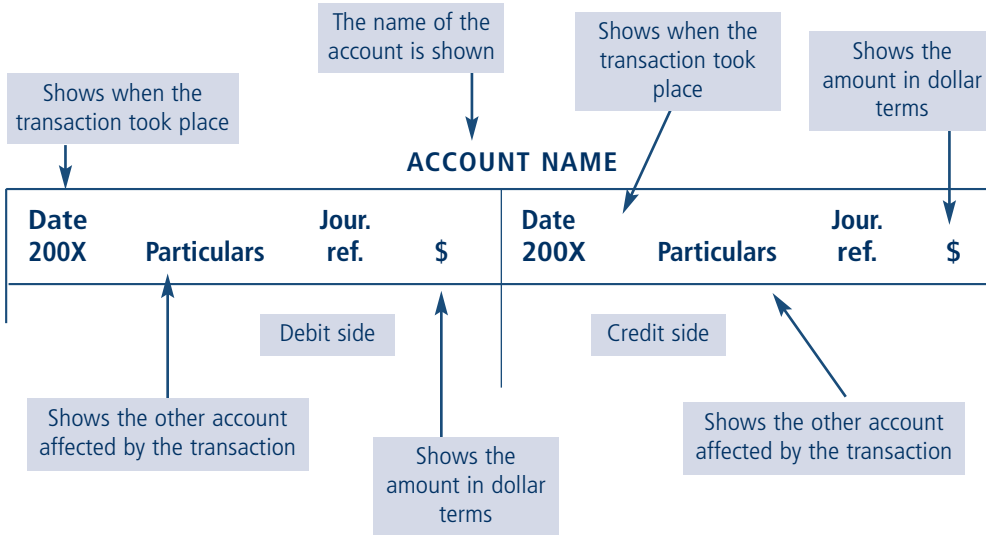 The name of the
account is shown
Shows when the
transaction took
place
Shows the
amount in dollar
terms
Shows when the
transaction took place
ACCOUNT NAME
Date
200X Particulars Jour.
ref. $
Date
200X Particulars Jour.
ref. $
Debit side
Credit side
Shows the other account
affected by the transaction
Shows the
amount in dollar
terms
Shows the other account
affected by the transaction